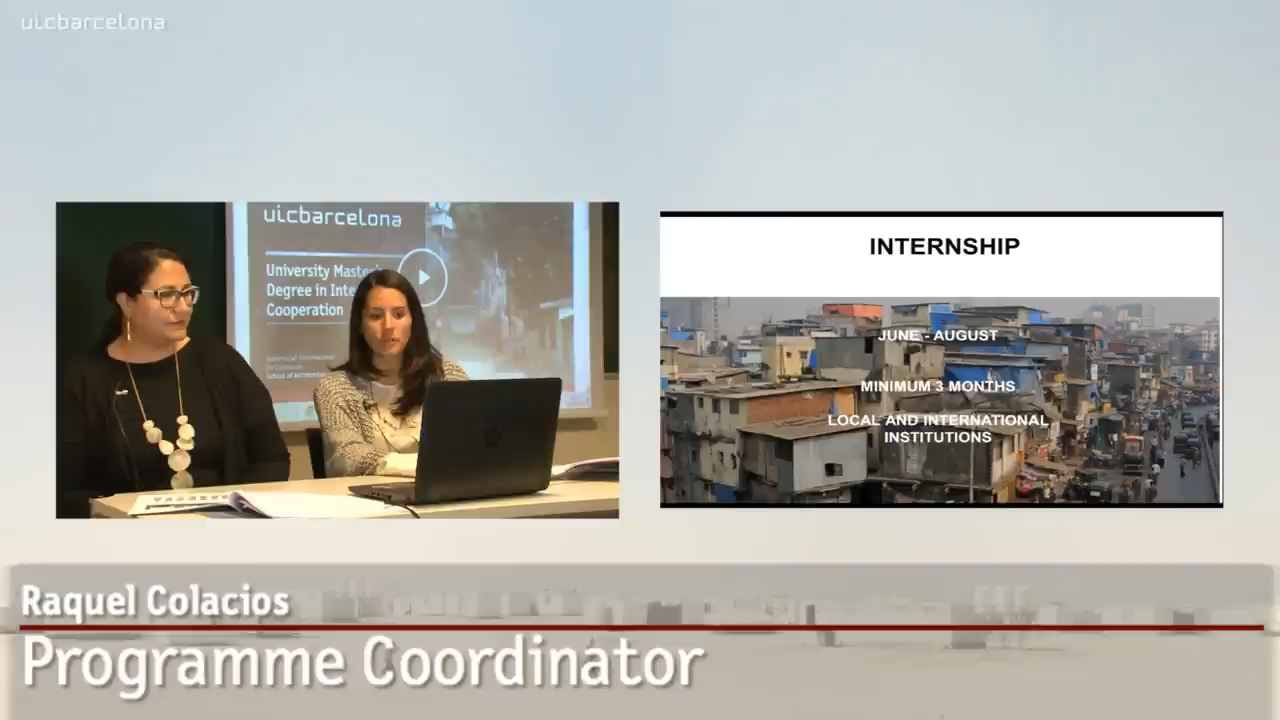 uicbarcelona
uicbarcelona
University Master's
Degree in Inte
Cooperation
INTERNSHIP
JUNE - AUGUST
MINIMUM 3 MONTHS
LOCAL AND INTERNATIONAL
INSTITUTIONS
Raquel Colacios
Programme Coordinator